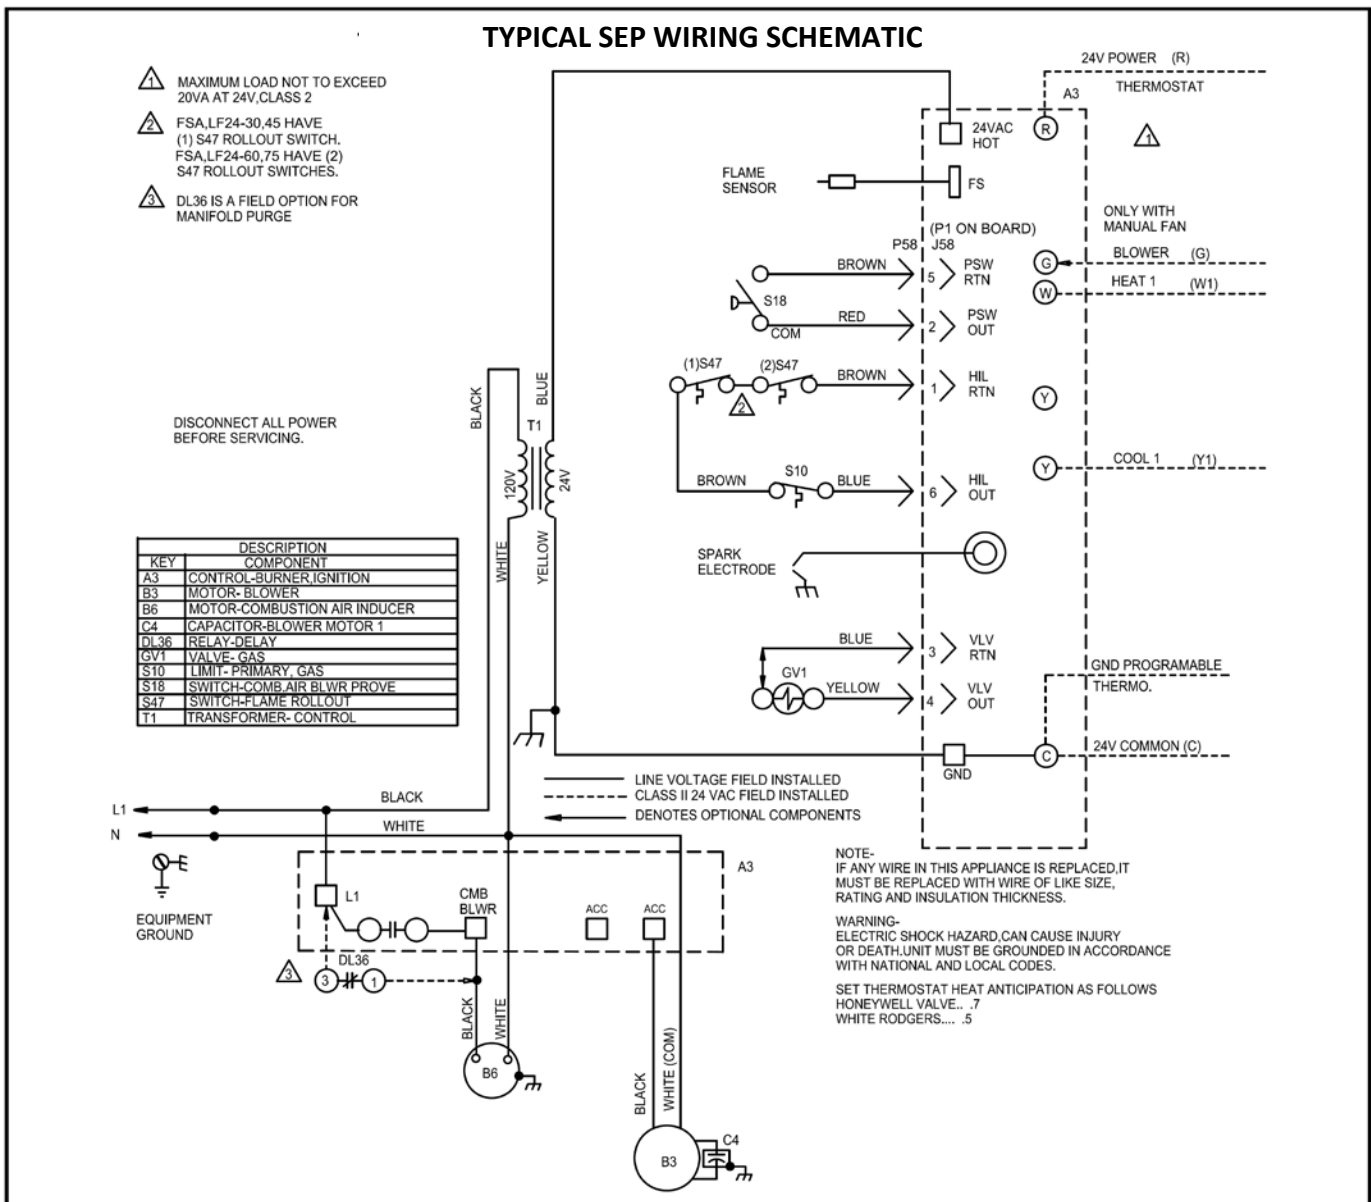 TYPICAL SEP WIRING SCHEMATIC
1 MAXIMUM LOAD NOT TO EXCEED
20VA AT 24V,CLASS 2
2 FSA,LF24-30,45 HAVE
(1) S47 ROLLOUT SWITCH.
FSA,LF24-60,75 HAVE (2)
S47 ROLLOUT SWITCHES.
3 DL36 IS A FIELD OPTION FOR
MANIFOLD PURGE
24V POWER (R)
THERMOSTAT
A3
24VAC
HOT
R
1
FLAME
SENSOR
FS
ONLY WITH
MANUAL FAN
(P1 ON BOARD)
P58 J58
BROWN
5
PSW
RTN
G
BLOWER (G)
W
HEAT 1 (W1)
S18
COM
RED
2
PSW
OUT
(1)S47
(2)S47
2
BROWN
1
HIL
RTN
Y
BLACK
BLUE
T1
120V
24V
DISCONNECT ALL POWER
BEFORE SERVICING.
Y
COOL 1 (Y1)
BROWN
S10
BLUE
6
HIL
OUT
WHITE
YELLOW
SPARK
ELECTRODE
DESCRIPTION
KEY COMPONENT
A3 CONTROL-BURNER,IGNITION
B3 MOTOR- BLOWER
B6 MOTOR-COMBUSTION AIR INDUCER
C4 CAPACITOR-BLOWER MOTOR 1
DL36 RELAY-DELAY
GV1 VALVE- GAS
S10 LIMIT- PRIMARY, GAS
S18 SWITCH-COMB.AIR BLWR PROVE
S47 SWITCH-FLAME ROLLOUT
T1 TRANSFORMER- CONTROL
BLUE
3
VLV
RTN
GV1
YELLOW
4
VLV
OUT
GND PROGRAMABLE
THERMO.
GND
C
24V COMMON (C)
LINE VOLTAGE FIELD INSTALLED
CLASS II 24 VAC FIELD INSTALLED
DENOTES OPTIONAL COMPONENTS
L1
BLACK
N
WHITE
A3
EQUIPMENT
GROUND
L1
CMB
BLWR
ACC
ACC
3
DL36
3
1
BLACK
WHITE
B6
BLACK
WHITE (COM)
B3
C4
NOTE-
IF ANY WIRE IN THIS APPLIANCE IS REPLACED,IT
MUST BE REPLACED WITH WIRE OF LIKE SIZE,
RATING AND INSULATION THICKNESS.
WARNING-
ELECTRIC SHOCK HAZARD,CAN CAUSE INJURY
OR DEATH.UNIT MUST BE GROUNDED IN ACCORDANCE
WITH NATIONAL AND LOCAL CODES.
SET THERMOSTAT HEAT ANTICIPATION AS FOLLOWS
HONEYWELL VALVE.. .7
WHITE RODGERS.... .5